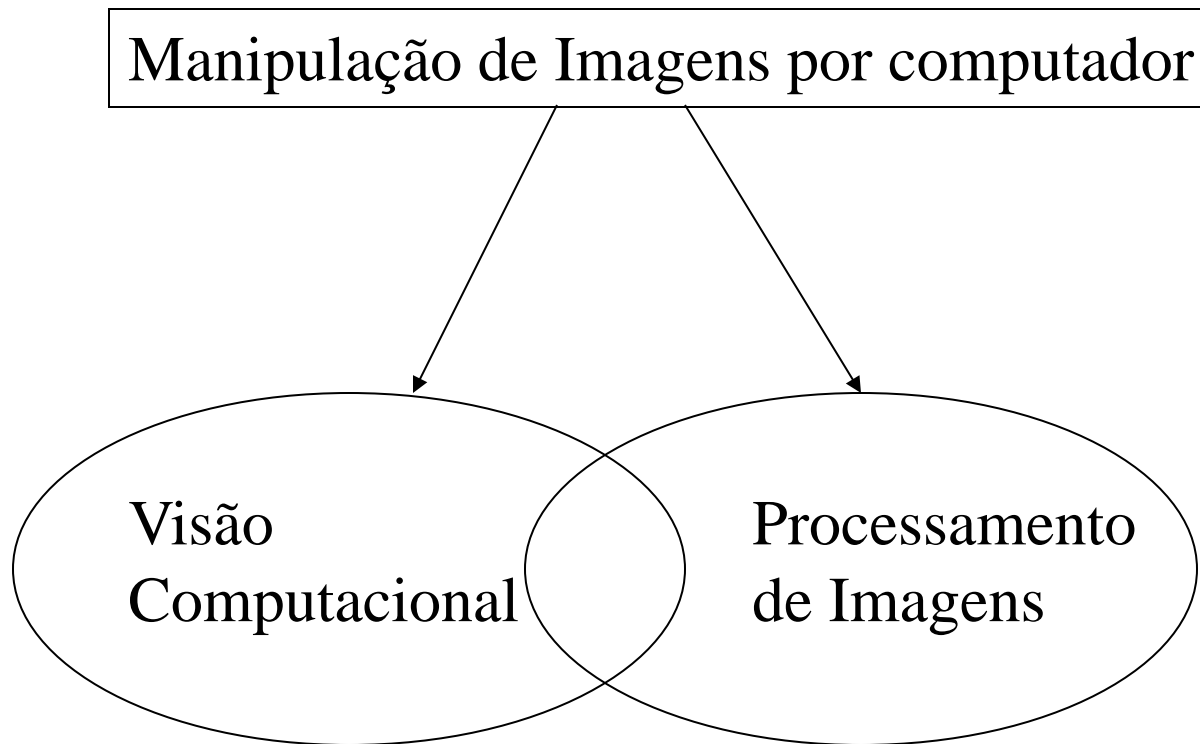 Manipulação de Imagens por computador
Visão
Computacional
Processamento
de Imagens